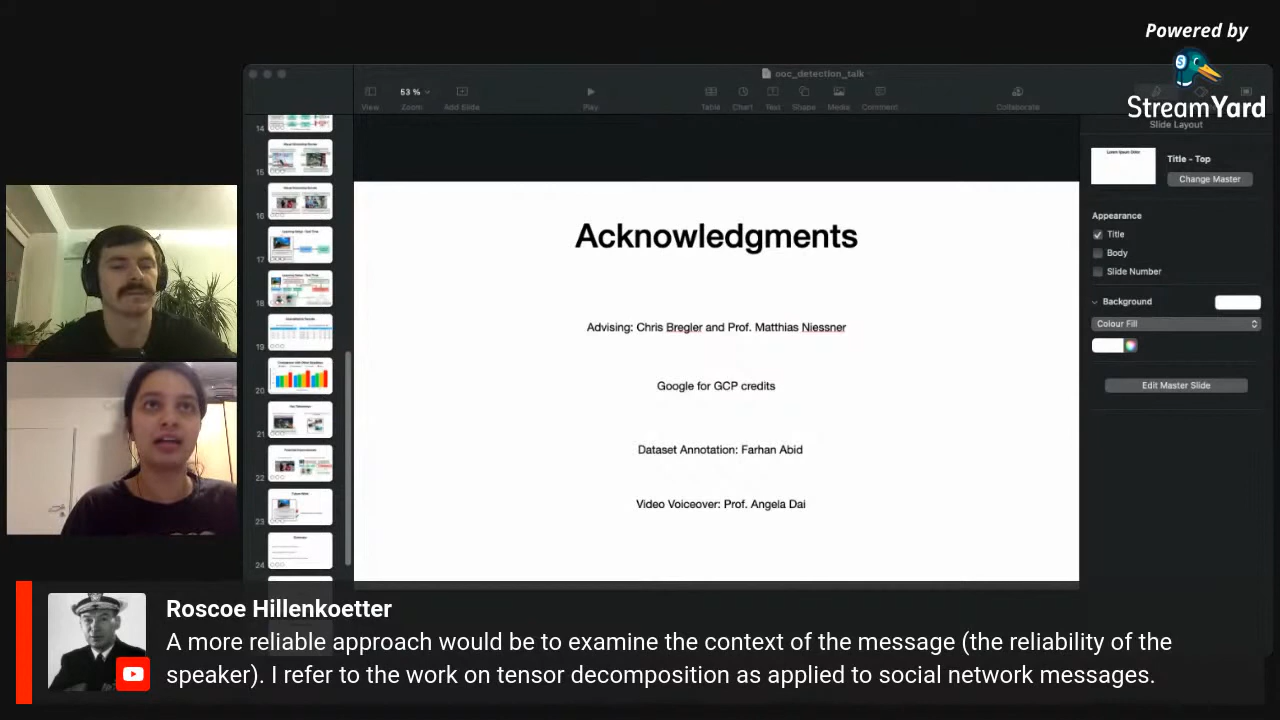 Powered by
StreamYard
ooc_detection_talk
53 %
View
Zoom
Add Slide
Play
Table
Chart
Text
Shape
Media
Comment
Collaborate
14
15
16
17
18
19
20
21
22
23
24
Acknowledgments
Advising: Chris Bregler and Prof. Matthias Niessner
Google for GCP credits
Dataset Annotation: Farhan Abid
Video Voiceover: Prof. Angela Dai
Slide Layout
Title - Top
Change Master
Appearance
Title
Body
Slide Number
Background
Colour Fill
Edit Master Slide
Roscoe Hillenkoetter
A more reliable approach would be to examine the context of the message (the reliability of the
speaker). I refer to the work on tensor decomposition as applied to social network messages.